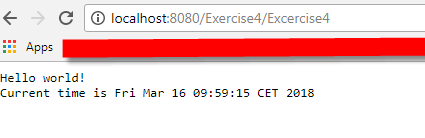 localhost:8080/Exercise4/Excercise4
Apps
Hello world!
Current time is Fri Mar 16 09:59:15 CET 2018